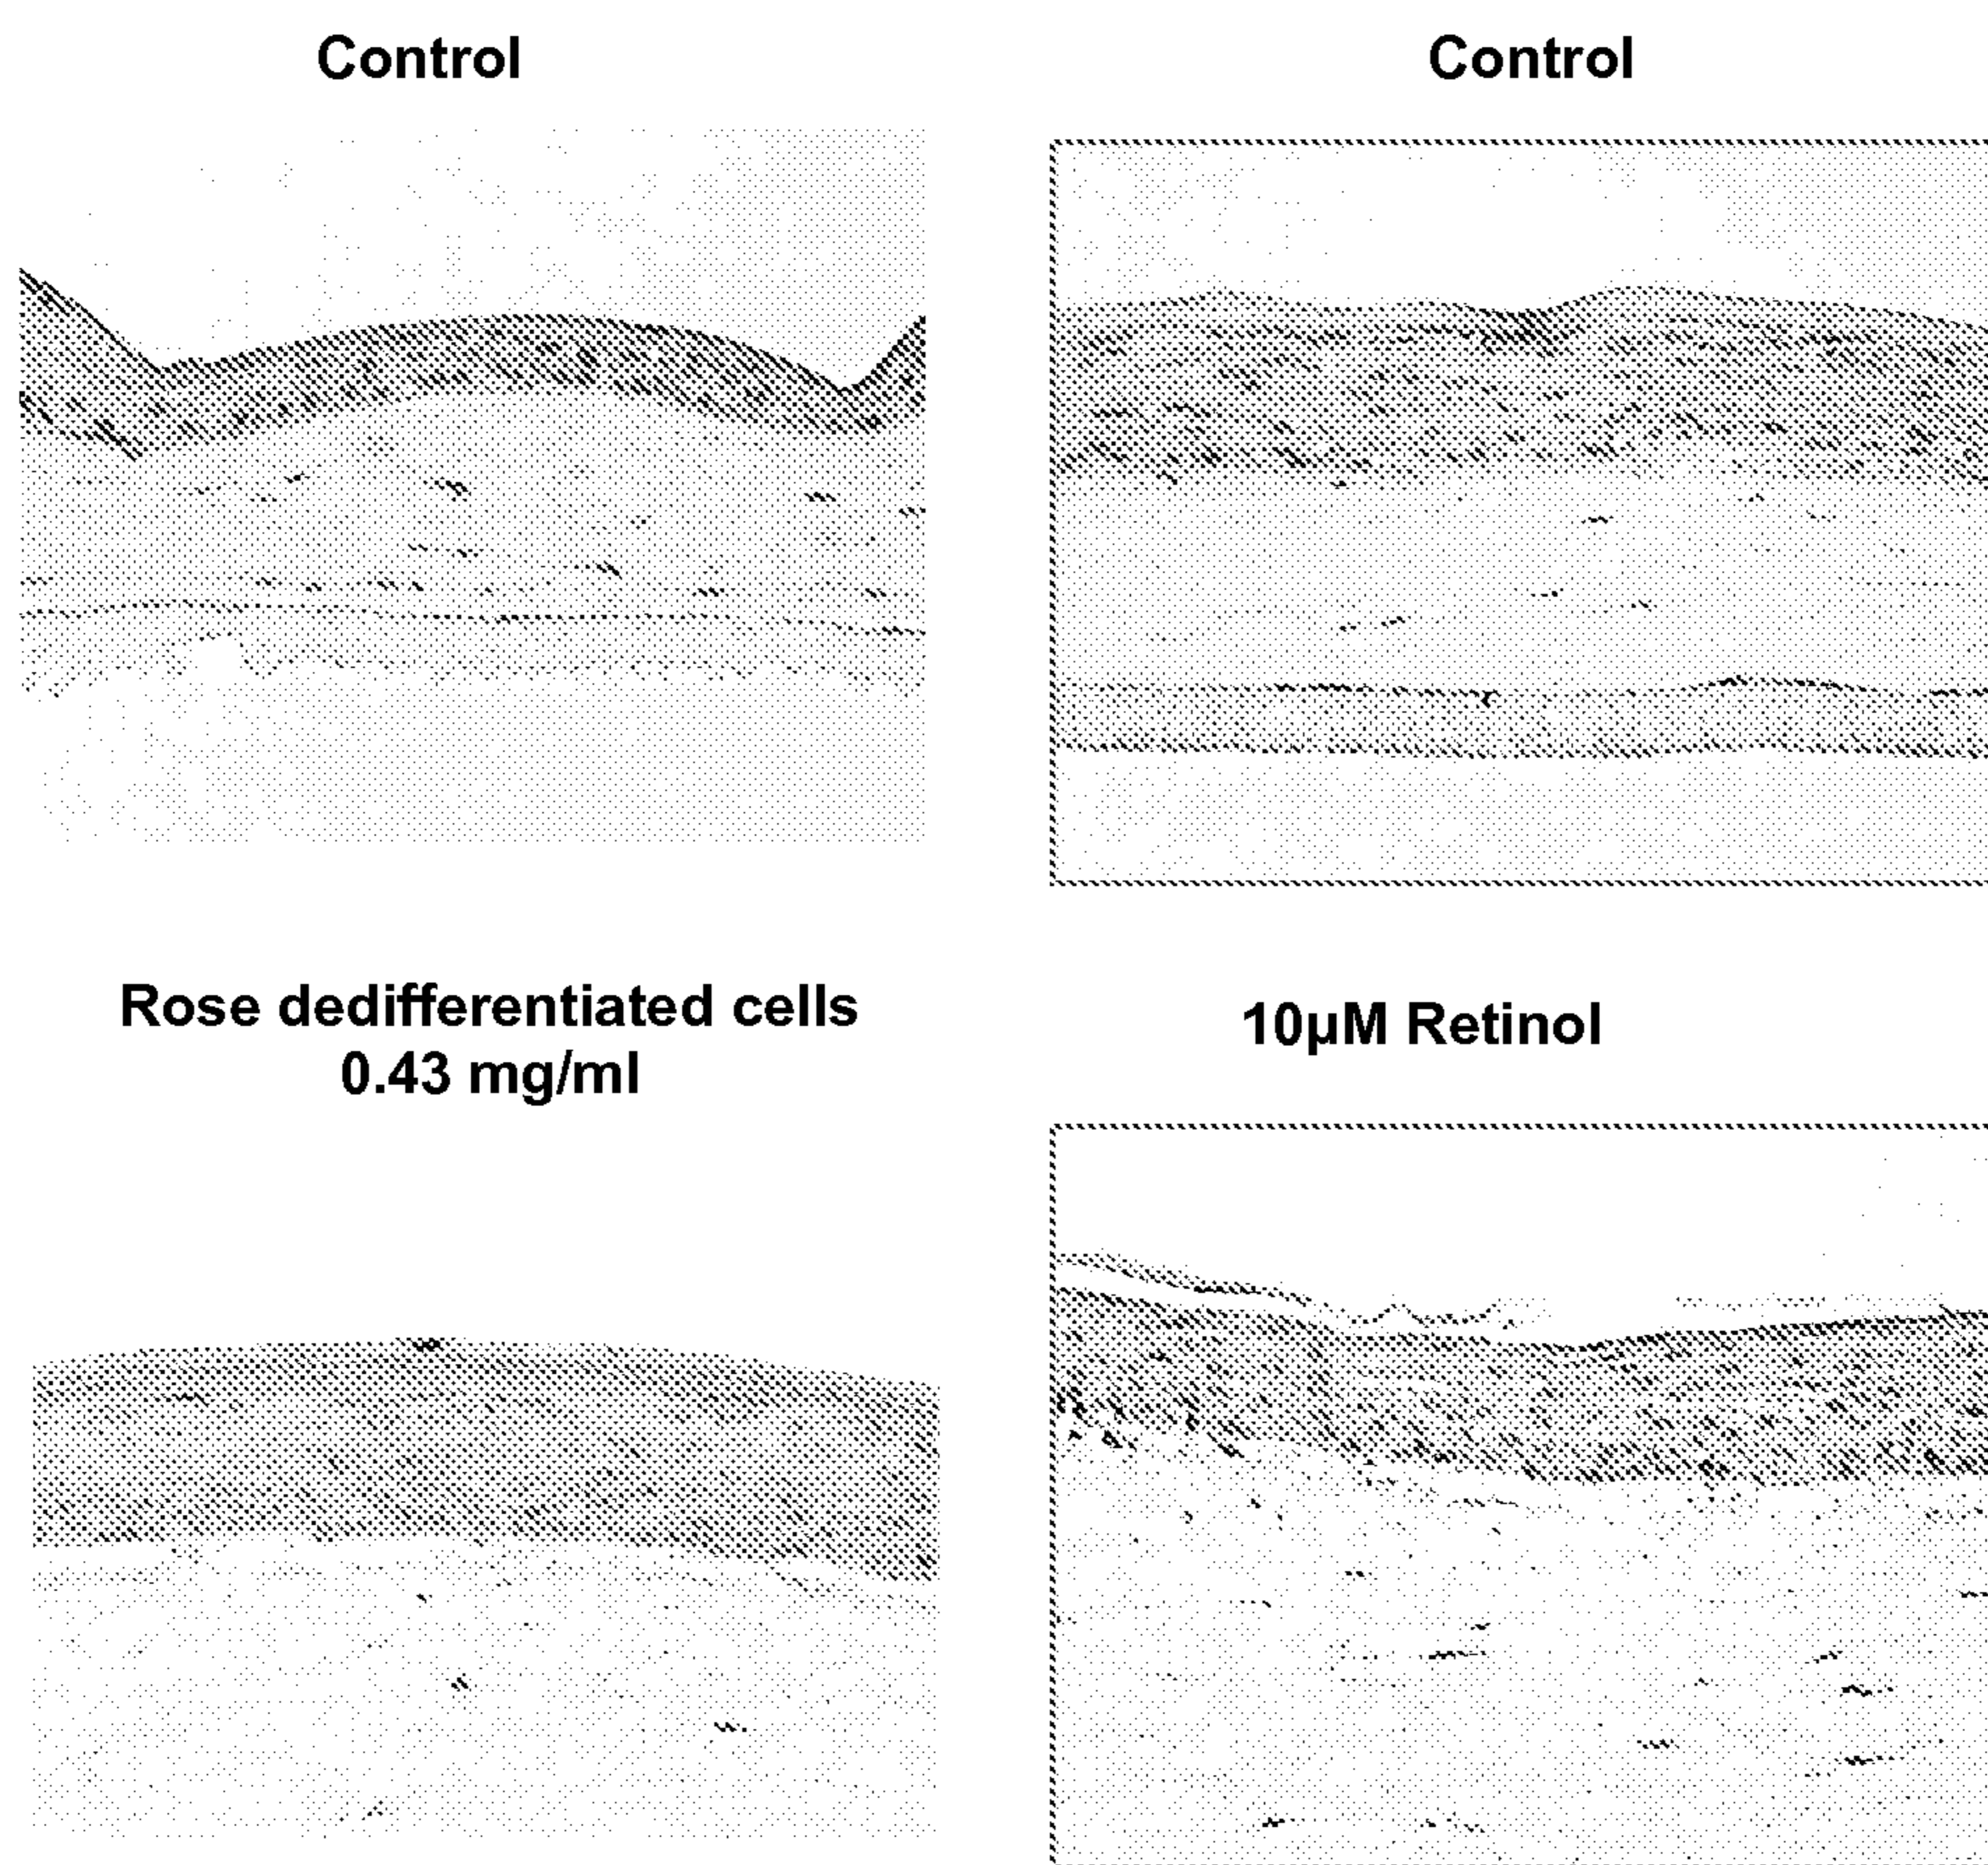 Control
Control
Rose dedifferentiated cells
0.43 mg/ml
10µM Retinol